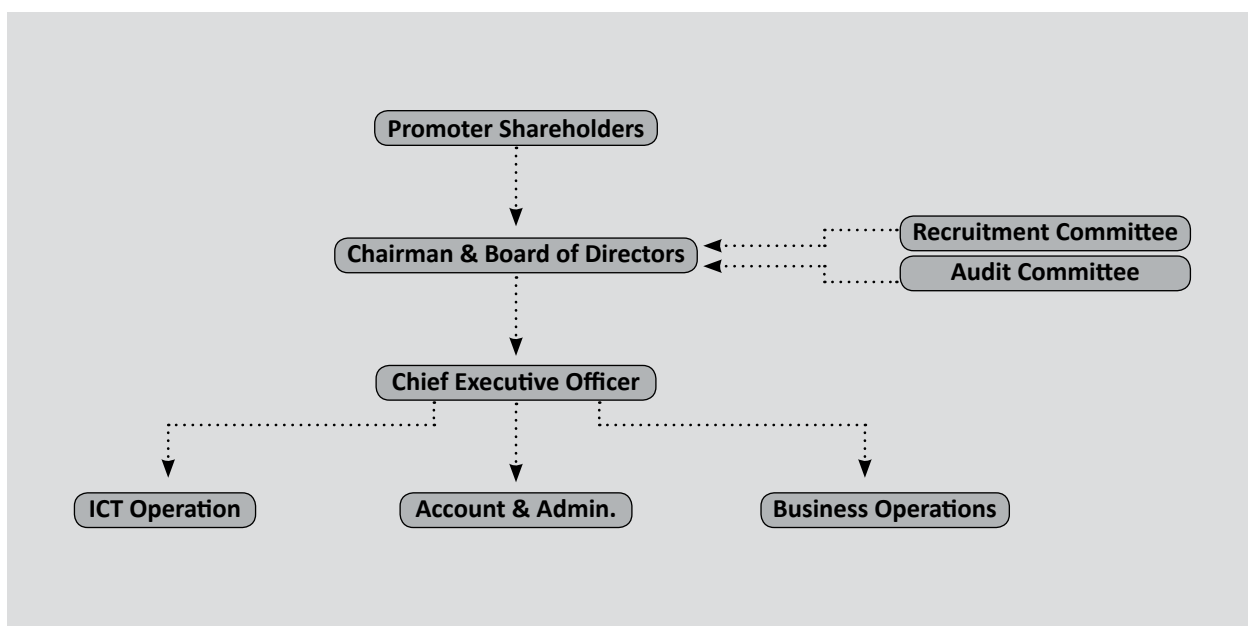 Promoter Shareholders
Recruitment Committee
Chairman & Board of Directors
Audit Committee
Chief Executive Officer
ICT Operation
Account & Admin.
Business Operations